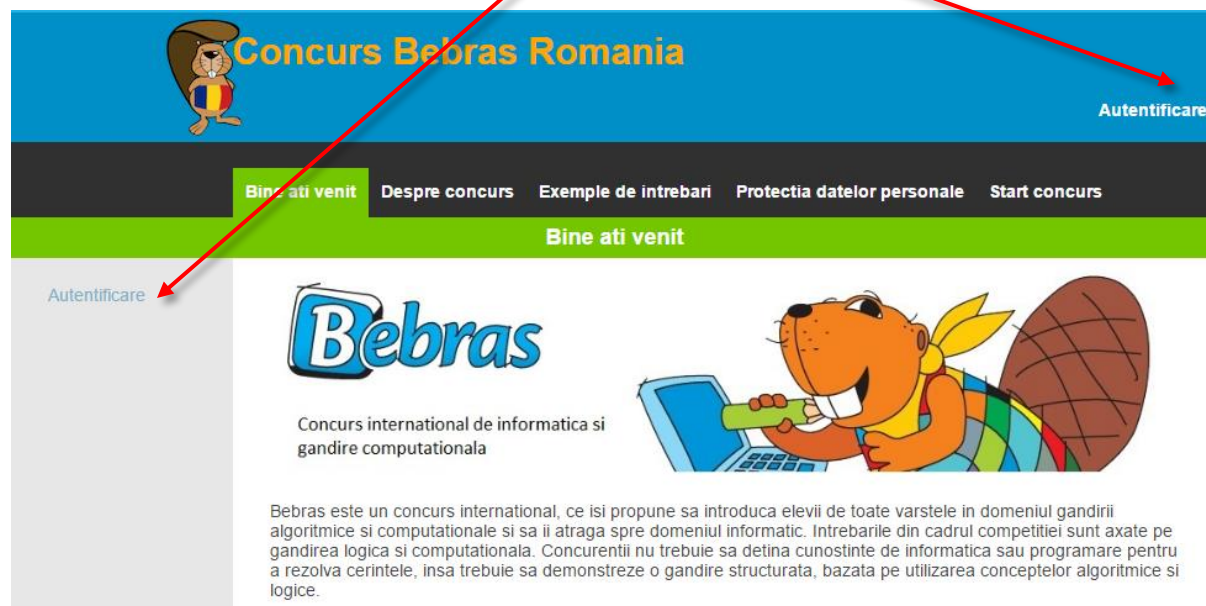 Concurs Bebras Romania
Autentificare
Bine ati venit Despre concurs Exemple de intrebari Protectia datelor personale Start concurs
Bine ati venit
Autentificare
Bebras
Concurs international de informatica si
gandire computationala
Bebras este un concurs international, ce isi propune sa introduca elevii de toate varstele in domeniul gandirii
algoritmice si computationale si sa ii atraga spre domeniul informatic. Intrebarile din cadrul competitiei sunt axate pe
gandirea logica si computationala. Concurentii nu trebuie sa detina cunostinte de informatica sau programare pentru
a rezolva cerintele, insa trebuie sa demonstreze o gandire structurata, bazata pe utilizarea conceptelor algoritmice si
logice.